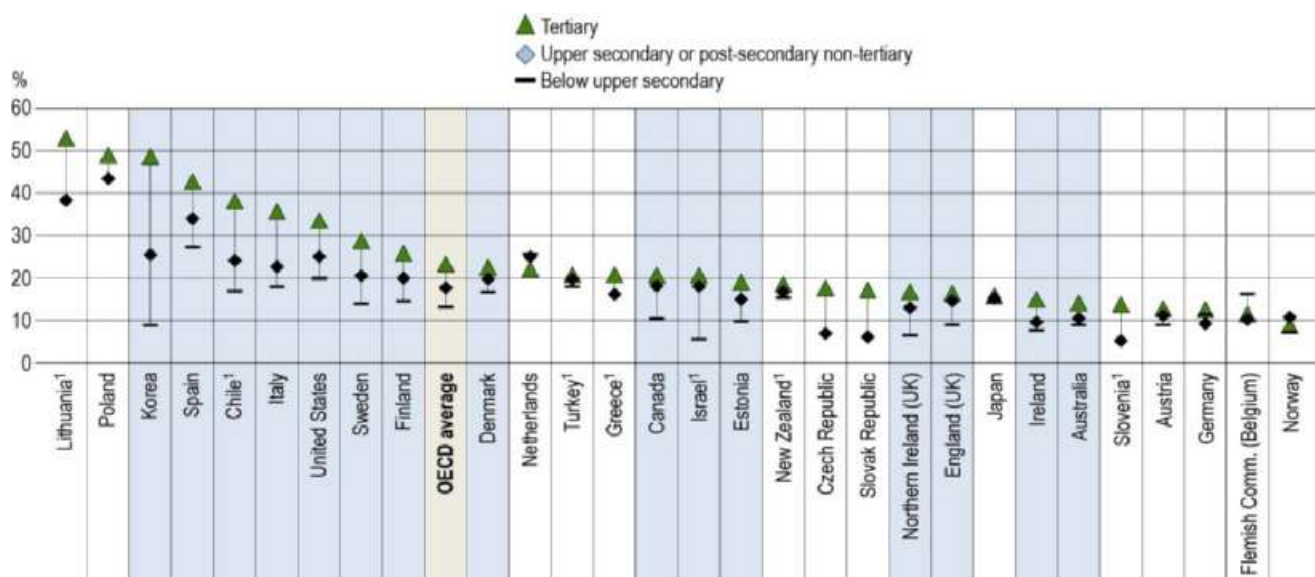 Tertiary
Upper secondary or post-secondary non-tertiary
Below upper secondary
%
60
50
40
30
20
10
0
Lithuania¹
Poland
Korea
Spain
Chile¹
Italy
United States
Sweden
Finland
OECD average
Denmark
Netherlands
Turkey¹
Greece¹
Canada
Israel¹
Estonia
New Zealand¹
Czech Republic
Slovak Republic
Northern Ireland (UK)
England (UK)
Japan
Ireland
Australia
Slovenia¹
Austria
Germany
Flemish Comm. (Belgium)
Norway